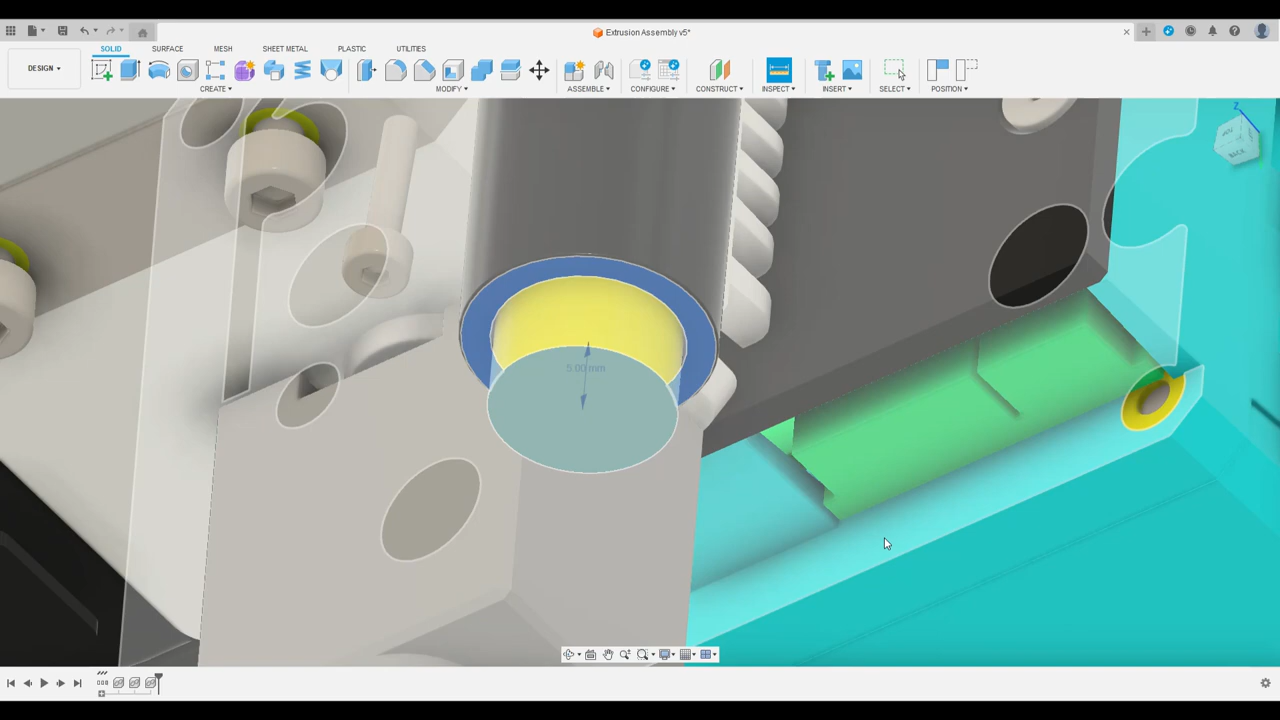 Extrusion Assembly v5*
SOLID SURFACE MESH SHEET METAL PLASTIC UTILITIES
DESIGN
CREATE MODIFY ASSEMBLE CONFIGURE CONSTRUCT INSPECT INSERT SELECT POSITION
Z
BACK
5.00 mm